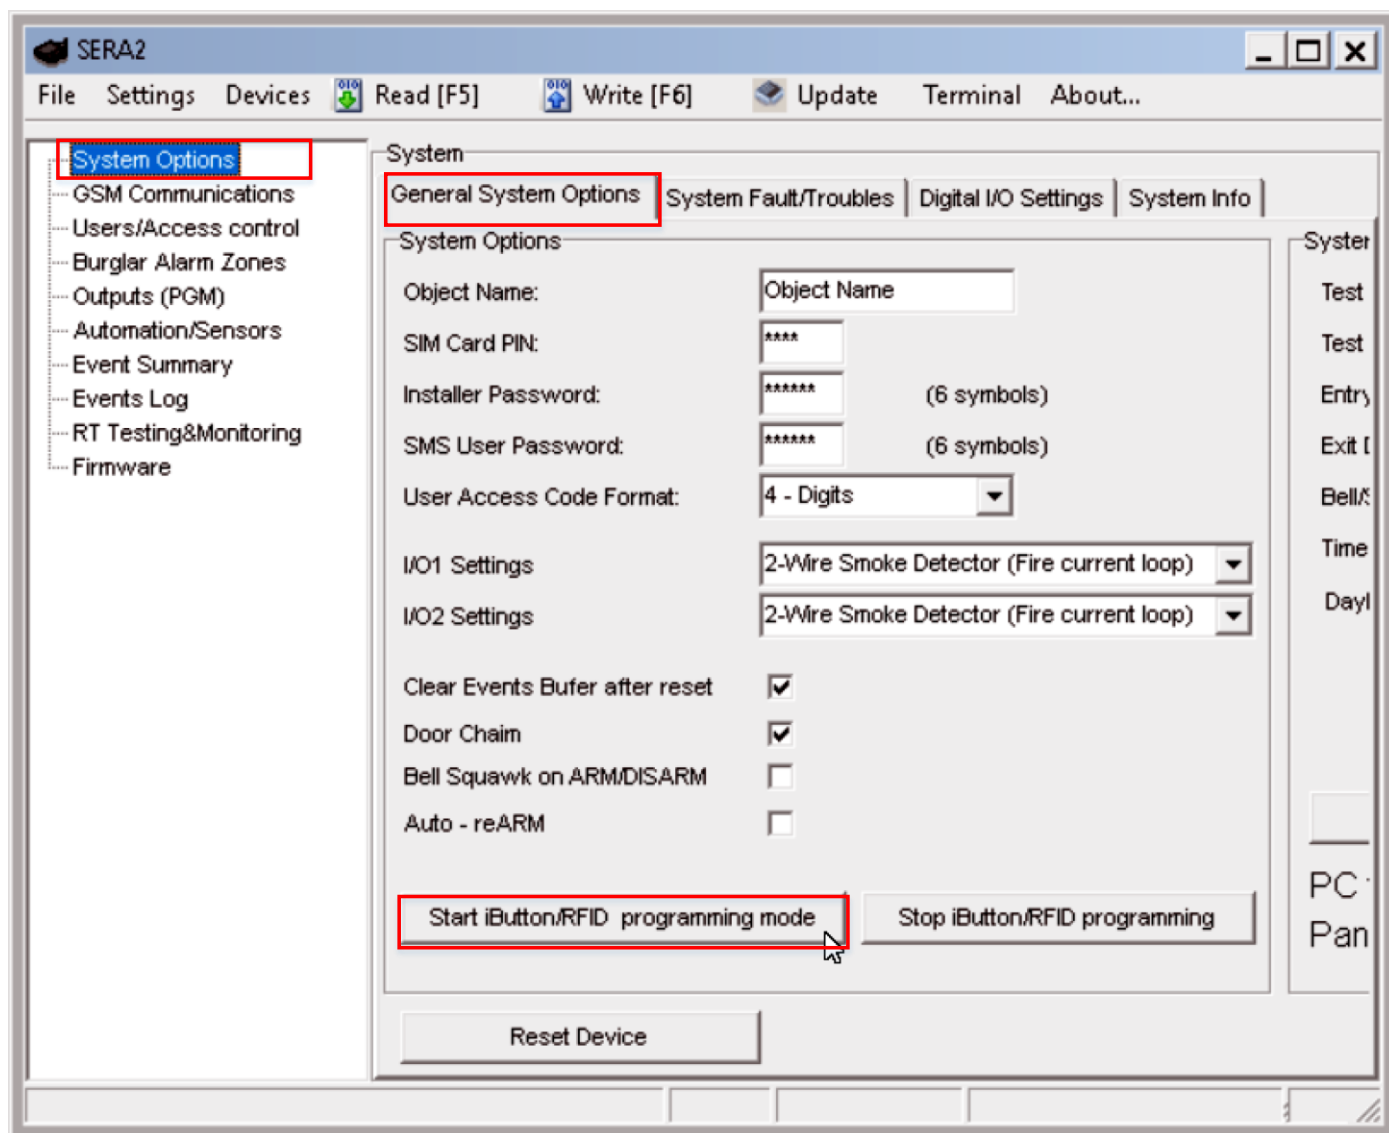 SERA2
File Settings Devices Read [F5] Write [F6] Update Terminal About...
System Options
GSM Communications
Users/Access control
Burglar Alarm Zones
Outputs (PGM)
Automation/Sensors
Event Summary
Events Log
RT Testing&Monitoring
Firmware
System
General System Options System Fault/Troubles Digital I/O Settings System Info
System Options
Object Name: Object Name
SIM Card PIN: ****
Installer Password: ****** (6 symbols)
SMS User Password: ****** (6 symbols)
User Access Code Format: 4 - Digits
I/O1 Settings 2-Wire Smoke Detector (Fire current loop)
I/O2 Settings 2-Wire Smoke Detector (Fire current loop)
Clear Events Bufer after reset
Door Chaim
Bell Squawk on ARM/DISARM
Auto - reARM
Start iButton/RFID programming mode Stop iButton/RFID programming
Reset Device
Test
Test
Exit
Time
PC